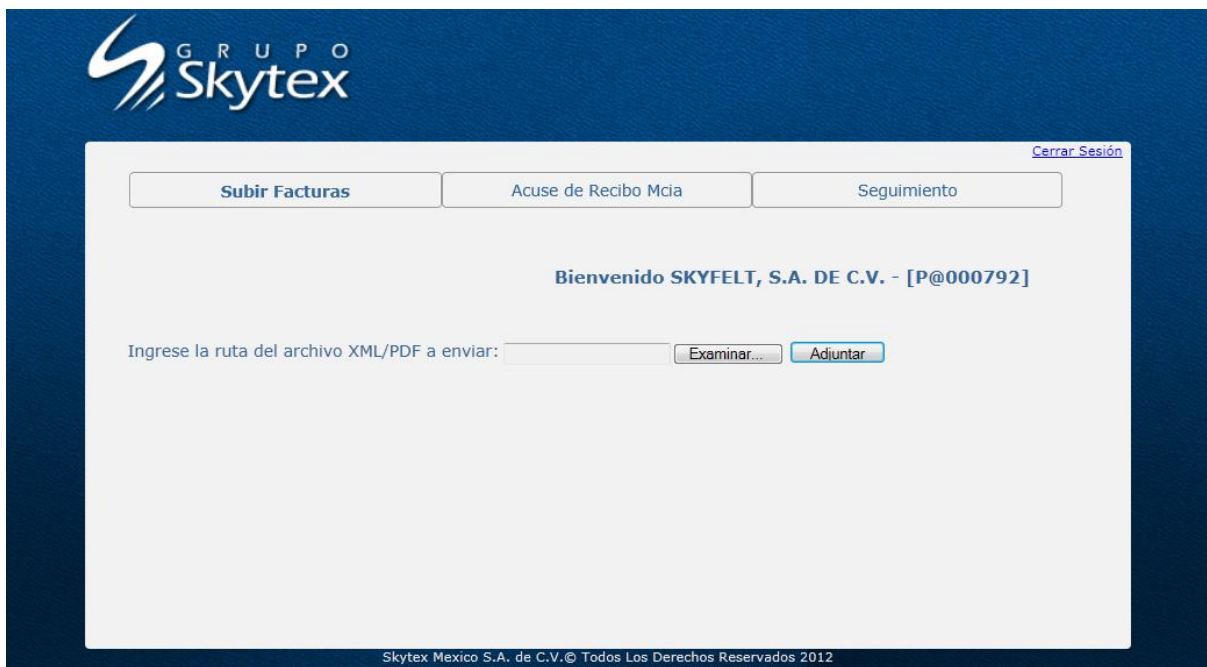 GRUPO
Skytex
Cerrar Sesión
Subir Facturas Acuse de Recibo Mcia Seguimiento
Bienvenido SKYFELT, S.A. DE C.V. - [P@000792]
Ingrese la ruta del archivo XML/PDF a enviar: Examinar... Adjuntar
Skytex Mexico S.A. de C.V.© Todos Los Derechos Reservados 2012